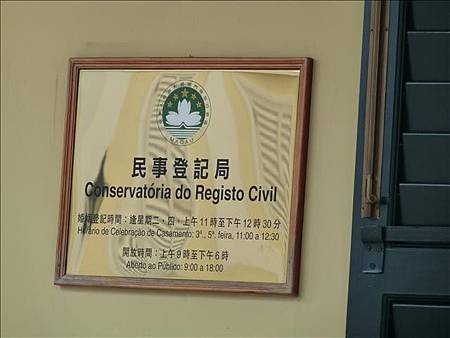 MACAU
民事登記局
Conservatória do Registo Civil
婚姻登記時間：逢星期二、四，上午11時至下午12時30分
Horário de Celebração de Casamento: 3ª., 5ª. feira, 11:00 a 12:30
開放時間：上午9時至下午6時
Aberto ao Público: 9:00 a 18:00